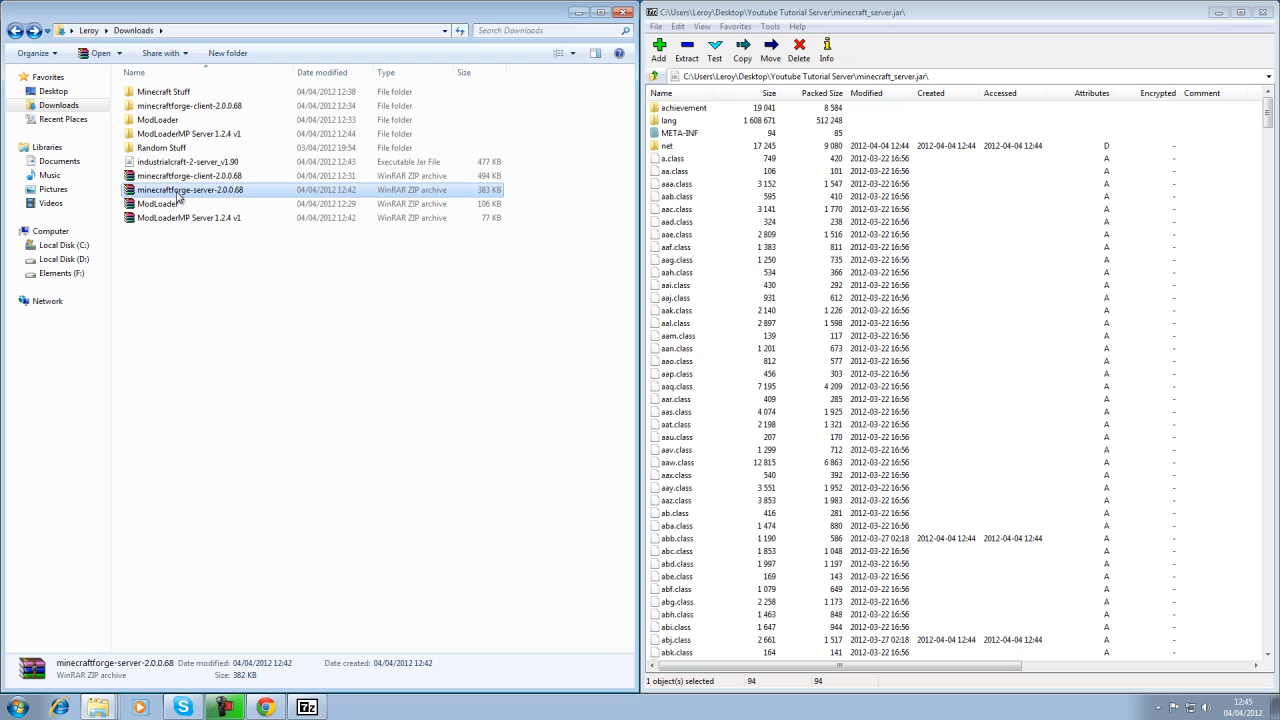 Leroy Downloads
Search Downloads
Organize Open Share with New folder
Name Date modified Type Size
Favorites
Desktop
Downloads
Recent Places
Libraries
Documents
Music
Pictures
Videos
Computer
Local Disk (C:)
Local Disk (D:)
Elements (F:)
Network
Minecraft Stuff 04/04/2012 12:38 File folder
minecraftforge-client-2.0.0.68 04/04/2012 12:34 File folder
ModLoader 04/04/2012 12:33 File folder
ModLoaderMP Server 1.2.4 v1 04/04/2012 12:44 File folder
Random Stuff 03/04/2012 19:54 File folder
industrialcraft-2-server_v1.90 04/04/2012 12:43 Executable Jar File 477 KB
minecraftforge-client-2.0.0.68 04/04/2012 12:31 WinRAR ZIP archive 494 KB
minecraftforge-server-2.0.0.68 04/04/2012 12:42 WinRAR ZIP archive 383 KB
ModLoader 04/04/2012 12:29 WinRAR ZIP archive 106 KB
ModLoaderMP Server 1.2.4 v1 04/04/2012 12:42 WinRAR ZIP archive 77 KB
minecraftforge-server-2.0.0.68 Date modified: 04/04/2012 12:42 Date created: 04/04/2012 12:42
WinRAR ZIP archive Size: 382 KB
C:\Users\Leroy\Desktop\Youtube Tutorial Server\minecraft_server.jar\
File Edit View Favorites Tools Help
Add Extract Test Copy Move Delete Info
C:\Users\Leroy\Desktop\Youtube Tutorial Server\minecraft_server.jar\
Name Size Packed Size Modified Created Accessed Attributes Encrypted Comment
achievement 19 041 8 584
lang 1 608 671 512 248
META-INF 94 85
net 17 245 9 080 2012-04-04 12:44 2012-04-04 12:44 2012-04-04 12:44 D -
a.class 749 420 2012-03-22 16:56 A -
aa.class 106 101 2012-03-22 16:56 A -
aaa.class 3 152 1 547 2012-03-22 16:56 A -
aab.class 595 410 2012-03-22 16:56 A -
aac.class 3 141 1 770 2012-03-22 16:56 A -
aad.class 324 238 2012-03-22 16:56 A -
aae.class 2 809 1 516 2012-03-22 16:56 A -
aaf.class 1 383 811 2012-03-22 16:56 A -
aag.class 1 250 735 2012-03-22 16:56 A -
aah.class 534 366 2012-03-22 16:56 A -
aai.class 430 292 2012-03-22 16:56 A -
aaj.class 931 612 2012-03-22 16:56 A -
aak.class 2 140 1 226 2012-03-22 16:56 A -
aal.class 2 897 1 598 2012-03-22 16:56 A -
aam.class 139 117 2012-03-22 16:56 A -
aan.class 1 201 673 2012-03-22 16:56 A -
aao.class 812 577 2012-03-22 16:56 A -
aap.class 456 303 2012-03-22 16:56 A -
aaq.class 7 195 4 209 2012-03-22 16:56 A -
aar.class 409 285 2012-03-22 16:56 A -
aas.class 4 074 1 925 2012-03-22 16:56 A -
aat.class 2 198 1 321 2012-03-22 16:56 A -
aau.class 207 170 2012-03-22 16:56 A -
aav.class 1 299 712 2012-03-22 16:56 A -
aaw.class 12 815 6 863 2012-03-22 16:56 A -
aax.class 540 392 2012-03-22 16:56 A -
aay.class 3 551 1 952 2012-03-22 16:56 A -
aaz.class 3 853 1 983 2012-03-22 16:56 A -
ab.class 416 281 2012-03-22 16:56 A -
aba.class 1 474 880 2012-03-22 16:56 A -
abb.class 1 190 586 2012-03-27 02:18 2012-04-04 12:44 2012-04-04 12:44 A -
abc.class 1 853 1 048 2012-03-22 16:56 A -
abd.class 1 997 1 197 2012-03-22 16:56 A -
abe.class 169 143 2012-03-22 16:56 A -
abf.class 1 079 649 2012-03-22 16:56 A -
abg.class 2 258 1 173 2012-03-22 16:56 A -
abh.class 1 463 848 2012-03-22 16:56 A -
abi.class 1 647 944 2012-03-22 16:56 A -
abj.class 2 661 1 517 2012-03-27 02:18 2012-04-04 12:44 2012-04-04 12:44 A -
abk.class 164 141 2012-03-22 16:56 A -
1 object(s) selected 94 94
12:45
04/04/2012